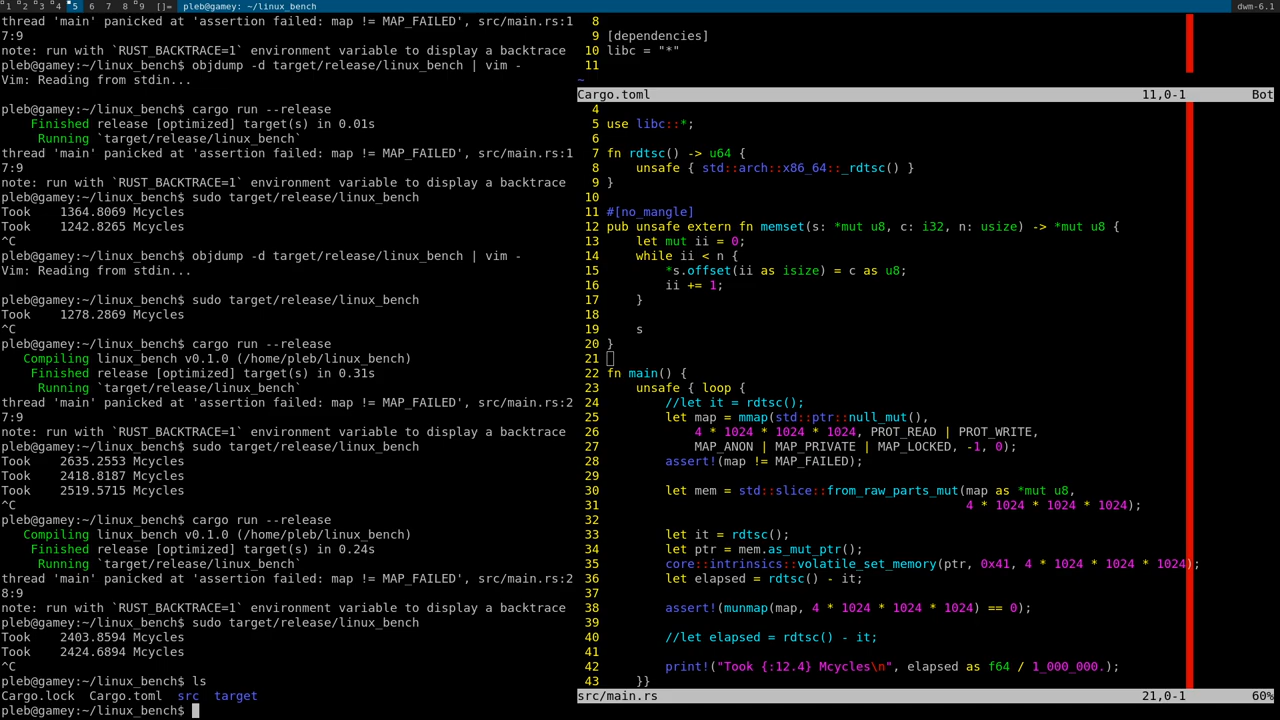 1 2 3 4 5 6 7 8 9 []= pleb@gamey: ~/linux_bench dwm-6.1
thread 'main' panicked at 'assertion failed: map != MAP_FAILED', src/main.rs:1
7:9
note: run with `RUST_BACKTRACE=1` environment variable to display a backtrace
pleb@gamey:~/linux_bench$ objdump -d target/release/linux_bench | vim -
Vim: Reading from stdin...
pleb@gamey:~/linux_bench$ cargo run --release
    Finished release [optimized] target(s) in 0.01s
     Running `target/release/linux_bench`
thread 'main' panicked at 'assertion failed: map != MAP_FAILED', src/main.rs:1
7:9
note: run with `RUST_BACKTRACE=1` environment variable to display a backtrace
pleb@gamey:~/linux_bench$ sudo target/release/linux_bench
Took    1364.8069 Mcycles
Took    1242.8265 Mcycles
^C
pleb@gamey:~/linux_bench$ objdump -d target/release/linux_bench | vim -
Vim: Reading from stdin...
pleb@gamey:~/linux_bench$ sudo target/release/linux_bench
Took    1278.2869 Mcycles
^C
pleb@gamey:~/linux_bench$ cargo run --release
   Compiling linux_bench v0.1.0 (/home/pleb/linux_bench)
    Finished release [optimized] target(s) in 0.31s
     Running `target/release/linux_bench`
thread 'main' panicked at 'assertion failed: map != MAP_FAILED', src/main.rs:2
7:9
note: run with `RUST_BACKTRACE=1` environment variable to display a backtrace
pleb@gamey:~/linux_bench$ sudo target/release/linux_bench
Took    2635.2553 Mcycles
Took    2418.8187 Mcycles
Took    2519.5715 Mcycles
^C
pleb@gamey:~/linux_bench$ cargo run --release
   Compiling linux_bench v0.1.0 (/home/pleb/linux_bench)
    Finished release [optimized] target(s) in 0.24s
     Running `target/release/linux_bench`
thread 'main' panicked at 'assertion failed: map != MAP_FAILED', src/main.rs:2
8:9
note: run with `RUST_BACKTRACE=1` environment variable to display a backtrace
pleb@gamey:~/linux_bench$ sudo target/release/linux_bench
Took    2403.8594 Mcycles
Took    2424.6894 Mcycles
^C
pleb@gamey:~/linux_bench$ ls
Cargo.lock  Cargo.toml  src  target
pleb@gamey:~/linux_bench$
8
9 [dependencies]
10 libc = "*"
11
~
Cargo.toml 11,0-1 Bot
4
5 use libc::*;
6
7 fn rdtsc() -> u64 {
8     unsafe { std::arch::x86_64::_rdtsc() }
9 }
10
11 #[no_mangle]
12 pub unsafe extern fn memset(s: *mut u8, c: i32, n: usize) -> *mut u8 {
13     let mut ii = 0;
14     while ii < n {
15         *s.offset(ii as isize) = c as u8;
16         ii += 1;
17     }
18
19     s
20 }
21
22 fn main() {
23     unsafe { loop {
24         //let it = rdtsc();
25         let map = mmap(std::ptr::null_mut(),
26             4 * 1024 * 1024 * 1024, PROT_READ | PROT_WRITE,
27             MAP_ANON | MAP_PRIVATE | MAP_LOCKED, -1, 0);
28         assert!(map != MAP_FAILED);
29
30         let mem = std::slice::from_raw_parts_mut(map as *mut u8,
31                                                  4 * 1024 * 1024 * 1024);
32
33         let it = rdtsc();
34         let ptr = mem.as_mut_ptr();
35         core::intrinsics::volatile_set_memory(ptr, 0x41, 4 * 1024 * 1024 * 1024);
36         let elapsed = rdtsc() - it;
37
38         assert!(munmap(map, 4 * 1024 * 1024 * 1024) == 0);
39
40         //let elapsed = rdtsc() - it;
41
42         print!("Took {:12.4} Mcycles\n", elapsed as f64 / 1_000_000.);
43     }}
src/main.rs 21,0-1 60%